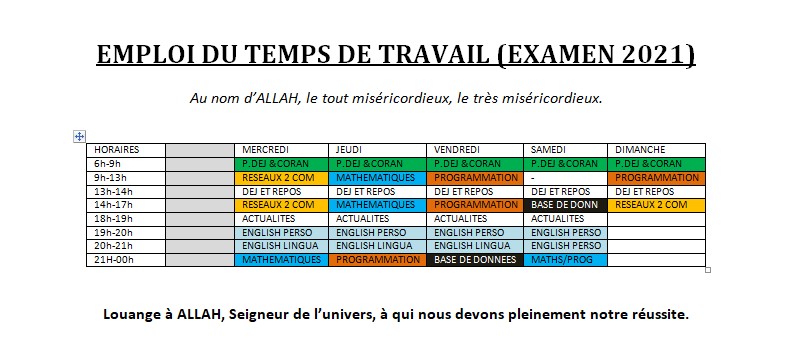 EMPLOI DU TEMPS DE TRAVAIL (EXAMEN 2021)
Au nom d’ALLAH, le tout miséricordieux, le très miséricordieux.
HORAIRES MERCREDI JEUDI VENDREDI SAMEDI DIMANCHE
6h-9h P.DEJ &CORAN P.DEJ &CORAN P.DEJ &CORAN P.DEJ &CORAN P.DEJ &CORAN
9h-13h RESEAUX 2 COM MATHEMATIQUES PROGRAMMATION - PROGRAMMATION
13h-14h DEJ ET REPOS DEJ ET REPOS DEJ ET REPOS DEJ ET REPOS DEJ ET REPOS
14h-17h RESEAUX 2 COM MATHEMATIQUES PROGRAMMATION BASE DE DONN RESEAUX 2 COM
18h-19h ACTUALITES ACTUALITES ACTUALITES ACTUALITES
19h-20h ENGLISH PERSO ENGLISH PERSO ENGLISH PERSO ENGLISH PERSO
20h-21h ENGLISH LINGUA ENGLISH LINGUA ENGLISH LINGUA ENGLISH PERSO
21H-00h MATHEMATIQUES PROGRAMMATION BASE DE DONNEES MATHS/PROG
Louange à ALLAH, Seigneur de l’univers, à qui nous devons pleinement notre réussite.